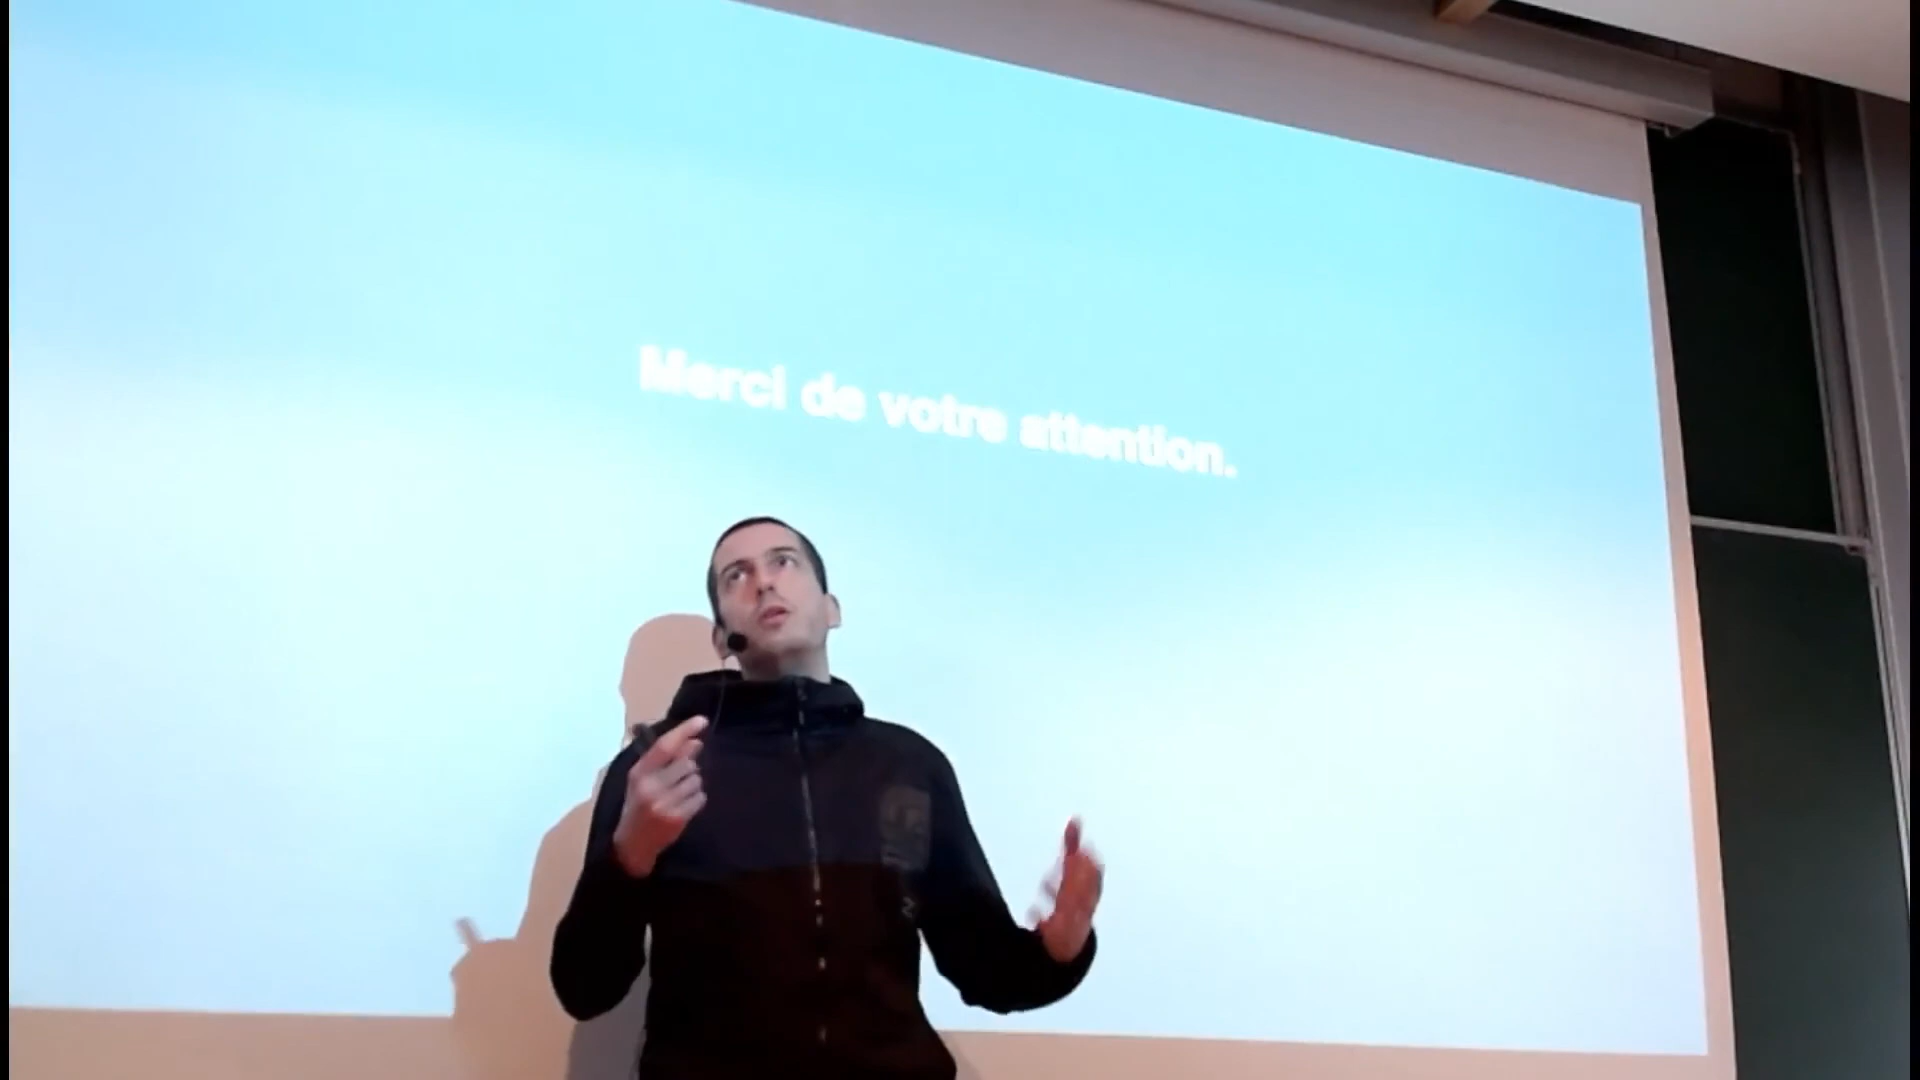 Merci de votre attention.